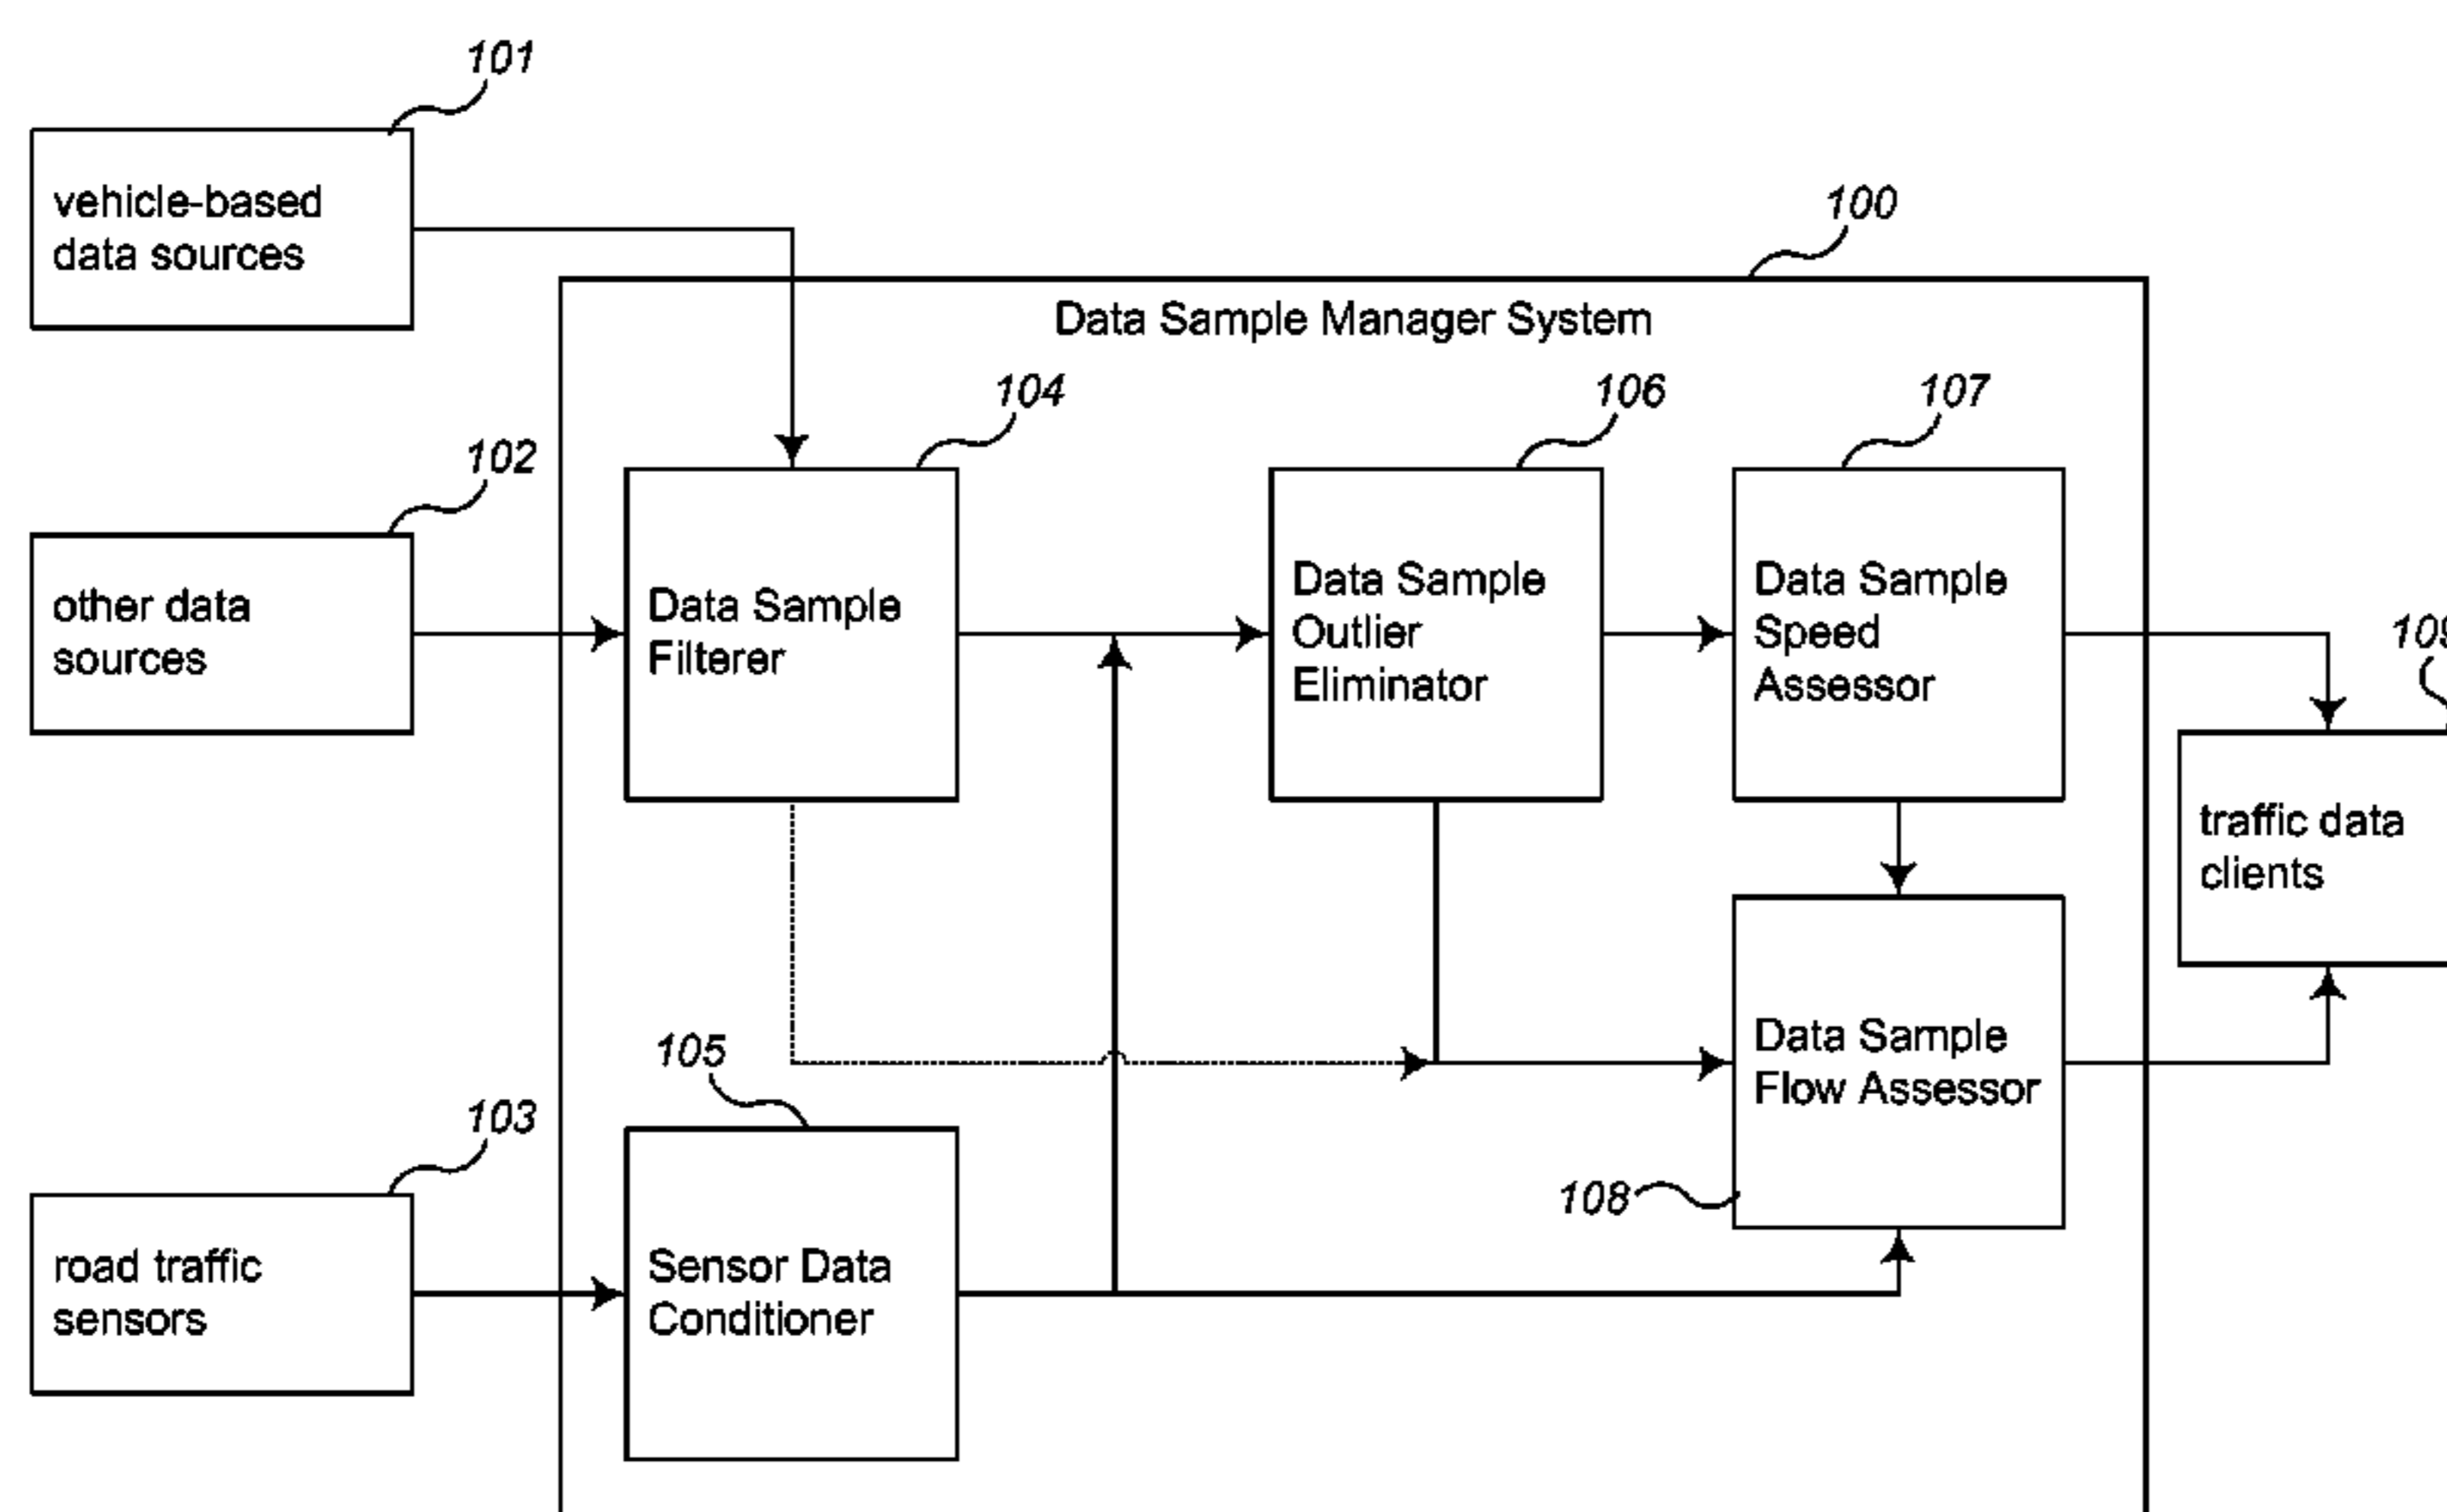 101
vehicle-based
data sources
100
Data Sample Manager System
104
106
107
102
other data
sources
Data Sample
Filterer
Data Sample
Outlier
Eliminator
Data Sample
Speed
Assessor
109
traffic data
clients
105
Data Sample
Flow Assessor
103
108
road traffic
sensors
Sensor Data
Conditioner